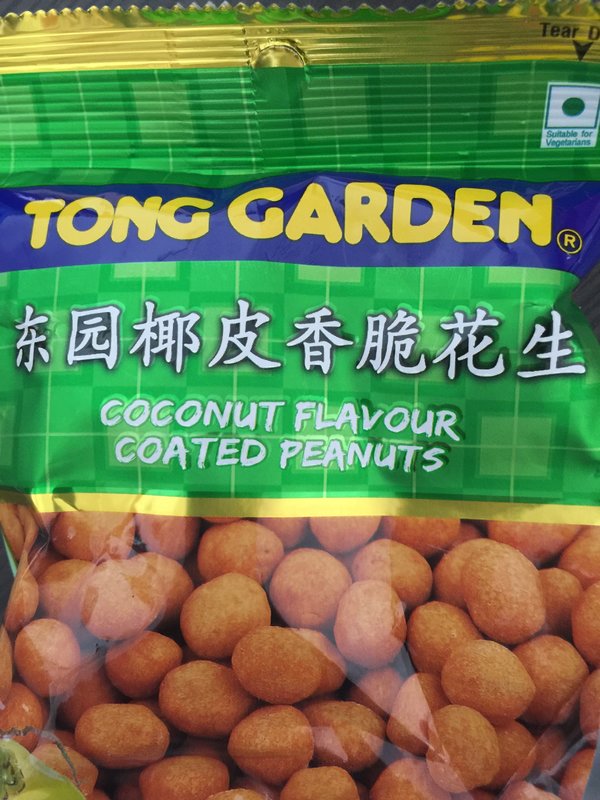 Tear D
Suitable for
Vegetarians
TONG GARDEN®
东园椰皮香脆花生
COCONUT FLAVOUR
COATED PEANUTS